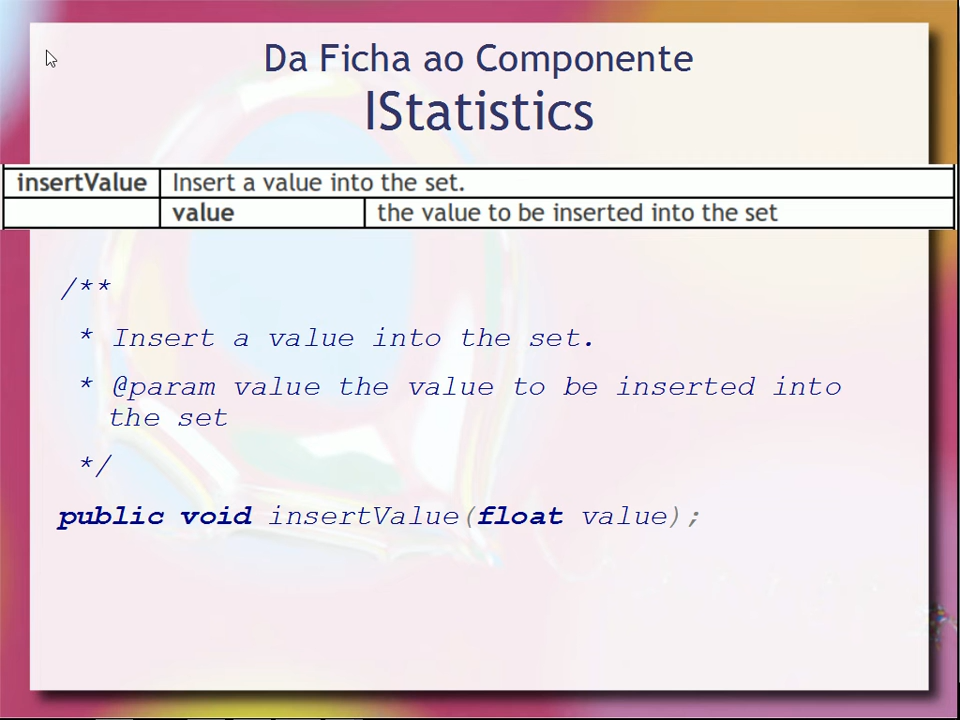 Da Ficha ao Componente
IStatistics
insertValue Insert a value into the set.
value the value to be inserted into the set
/**
* Insert a value into the set.
* @param value the value to be inserted into
the set
*/
public void insertValue(float value);